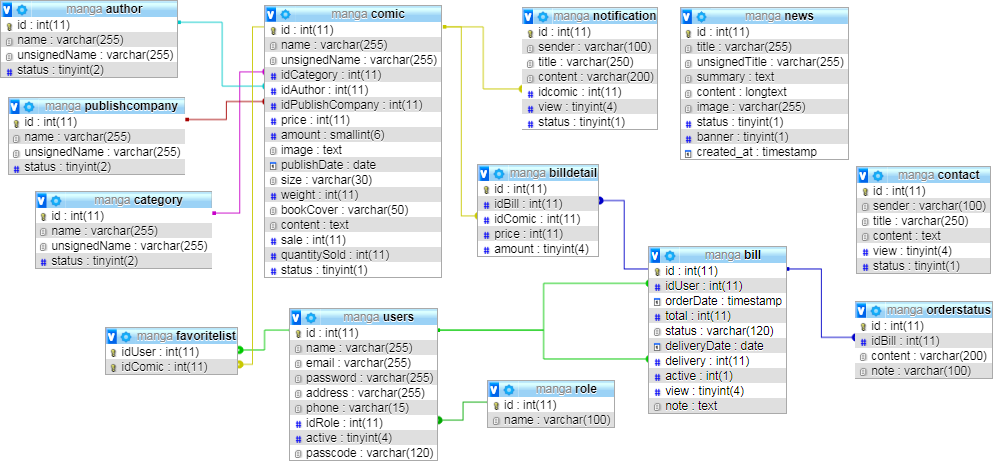 manga author
id : int(11)
name : varchar(255)
unsignedName : varchar(255)
status : tinyint(2)
manga publishcompany
id : int(11)
name : varchar(255)
unsignedName : varchar(255)
status : tinyint(2)
manga category
id : int(11)
name : varchar(255)
unsignedName : varchar(255)
status : tinyint(2)
manga favoritelist
idUser : int(11)
idComic : int(11)
manga comic
id : int(11)
name : varchar(255)
unsignedName : varchar(255)
idCategory : int(11)
idAuthor : int(11)
idPublishCompany : int(11)
price : int(11)
amount : smallint(6)
image : text
publishDate : date
size : varchar(30)
weight : int(11)
bookCover : varchar(50)
content : text
sale : int(11)
quantitySold : int(11)
status : tinyint(1)
manga users
id : int(11)
name : varchar(255)
email : varchar(255)
password : varchar(255)
address : varchar(255)
phone : varchar(15)
idRole : int(11)
active : tinyint(4)
passcode : varchar(120)
manga notification
id : int(11)
sender : varchar(100)
title : varchar(250)
content : varchar(200)
idcomic : int(11)
view : tinyint(4)
status : tinyint(1)
manga billdetail
id : int(11)
idBill : int(11)
idComic : int(11)
price : int(11)
amount : tinyint(4)
manga role
id : int(11)
name : varchar(100)
manga news
id : int(11)
title : varchar(255)
unsignedTitle : varchar(255)
summary : text
content : longtext
image : varchar(255)
status : tinyint(1)
banner : tinyint(1)
created_at : timestamp
manga bill
id : int(11)
idUser : int(11)
orderDate : timestamp
total : int(11)
status : varchar(120)
deliveryDate : date
delivery : int(11)
active : int(1)
view : tinyint(4)
note : text
manga contact
id : int(11)
sender : varchar(100)
title : varchar(250)
content : text
view : tinyint(4)
status : tinyint(1)
manga orderstatus
id : int(11)
idBill : int(11)
content : varchar(200)
note : varchar(100)